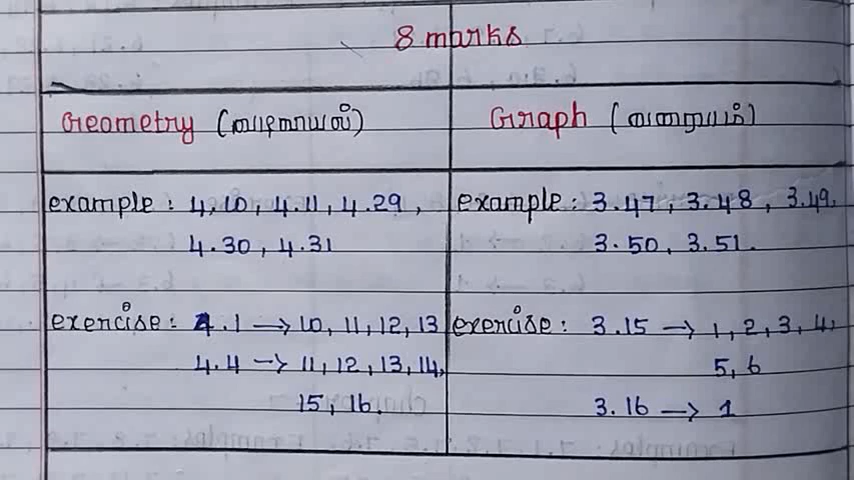 8 marks
Geometry (வடிவியல்)
Graph (வரைபடம்)
example : 4.10, 4.11, 4.29,
4.30, 4.31
example : 3.47, 3.48, 3.49,
3.50, 3.51.
exercise : 4.1 → 10, 11, 12, 13
4.4 → 11, 12, 13, 14,
15, 16.
exercise : 3.15 → 1, 2, 3, 4,
5, 6
3.16 → 1